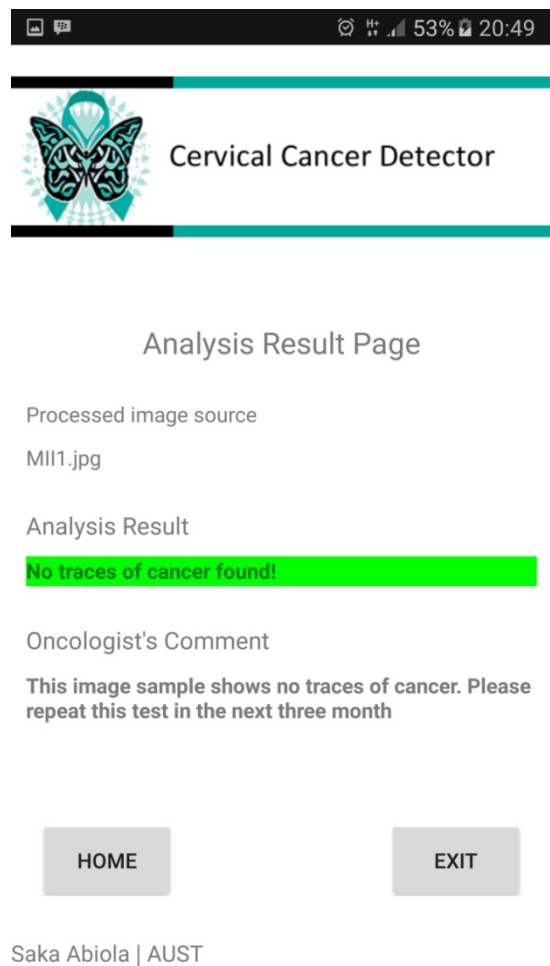 53% 20:49
Cervical Cancer Detector
Analysis Result Page
Processed image source
MII1.jpg
Analysis Result
No traces of cancer found!
Oncologist's Comment
This image sample shows no traces of cancer. Please
repeat this test in the next three month
HOME
EXIT
Saka Abiola | AUST